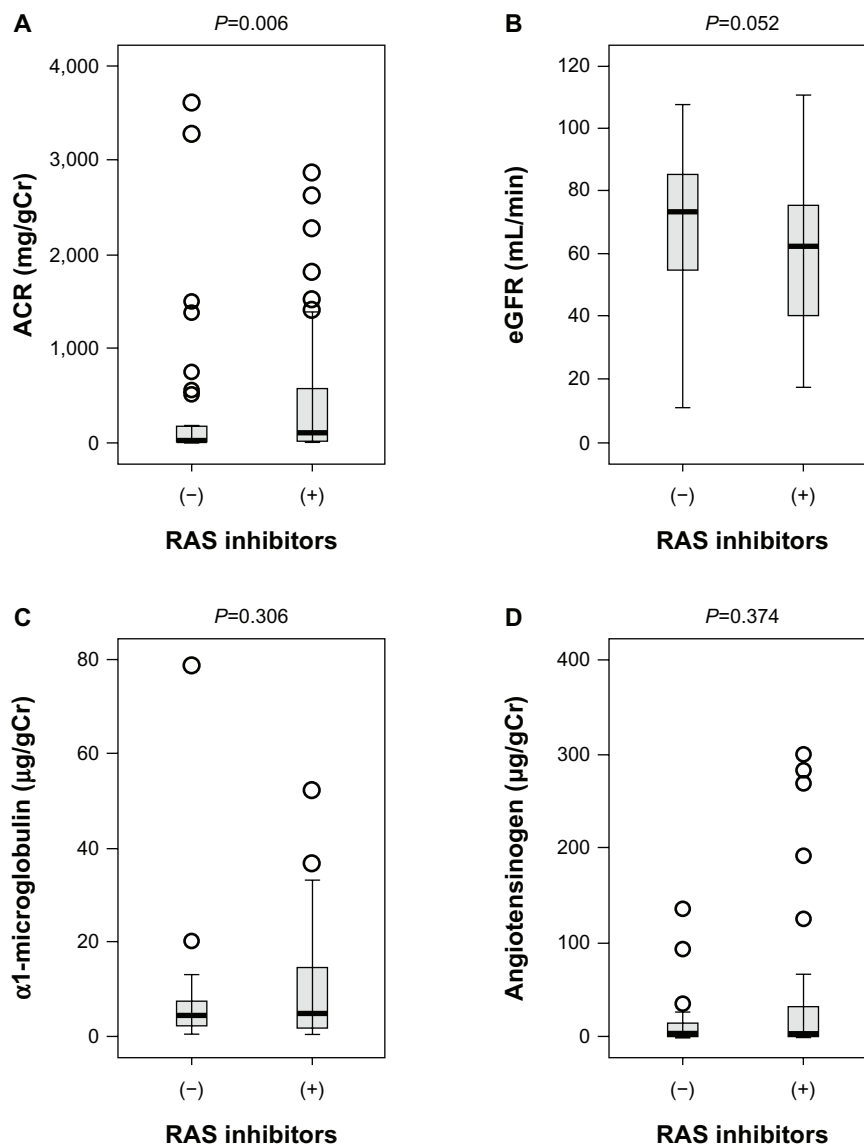 A
P=0.006
ACR (mg/gCr)
4,000
3,000
2,000
1,000
0
(−)
(+)
RAS inhibitors
B
P=0.052
eGFR (mL/min)
120
100
80
60
40
20
0
(−)
(+)
RAS inhibitors
C
P=0.306
α1-microglobulin (µg/gCr)
80
60
40
20
0
(−)
(+)
RAS inhibitors
D
P=0.374
Angiotensinogen (µg/gCr)
400
300
200
100
0
(−)
(+)
RAS inhibitors